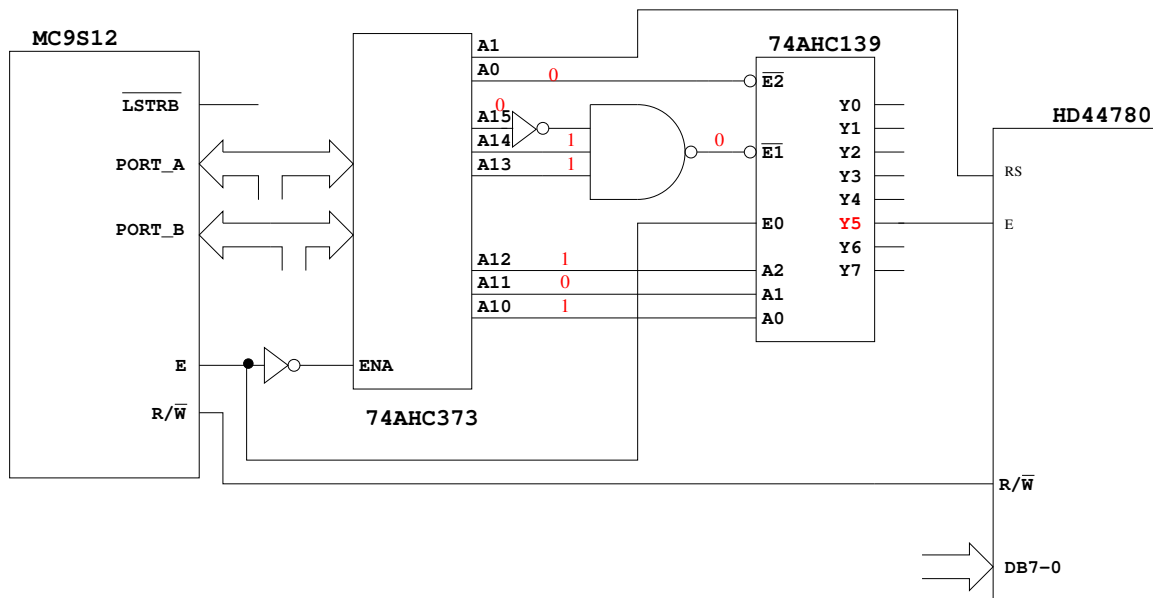 MC9S12
LSTRB
PORT_A
PORT_B
E
R/W
A1
A0
A15
A14
A13
A12
A11
A10
ENA
74AHC373
0
0
1
1
0
1
0
1
74AHC139
E2
E1
E0
A2
A1
A0
Y0
Y1
Y2
Y3
Y4
Y5
Y6
Y7
HD44780
RS
E
R/W
DB7-0